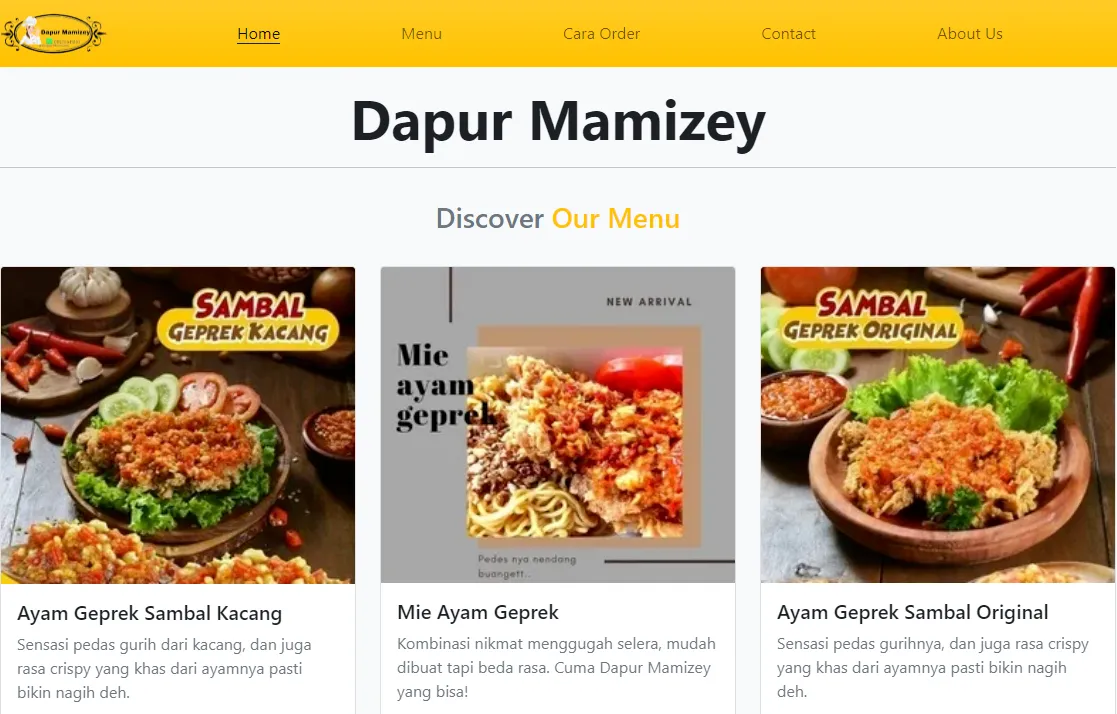 Dapur Mamizey
Home
Menu
Cara Order
Contact
About Us
Dapur Mamizey
Discover Our Menu
SAMBAL
GEPREK KACANG
NEW ARRIVAL
Mie
ayam
geprek
Pedes nya nendang
buangett..
SAMBAL
GEPREK ORIGINAL
Ayam Geprek Sambal Kacang
Sensasi pedas gurih dari kacang, dan juga
rasa crispy yang khas dari ayamnya pasti
bikin nagih deh.
Mie Ayam Geprek
Kombinasi nikmat menggugah selera, mudah
dibuat tapi beda rasa. Cuma Dapur Mamizey
yang bisa!
Ayam Geprek Sambal Original
Sensasi pedas gurihnya, dan juga rasa crispy
yang khas dari ayamnya pasti bikin nagih
deh.